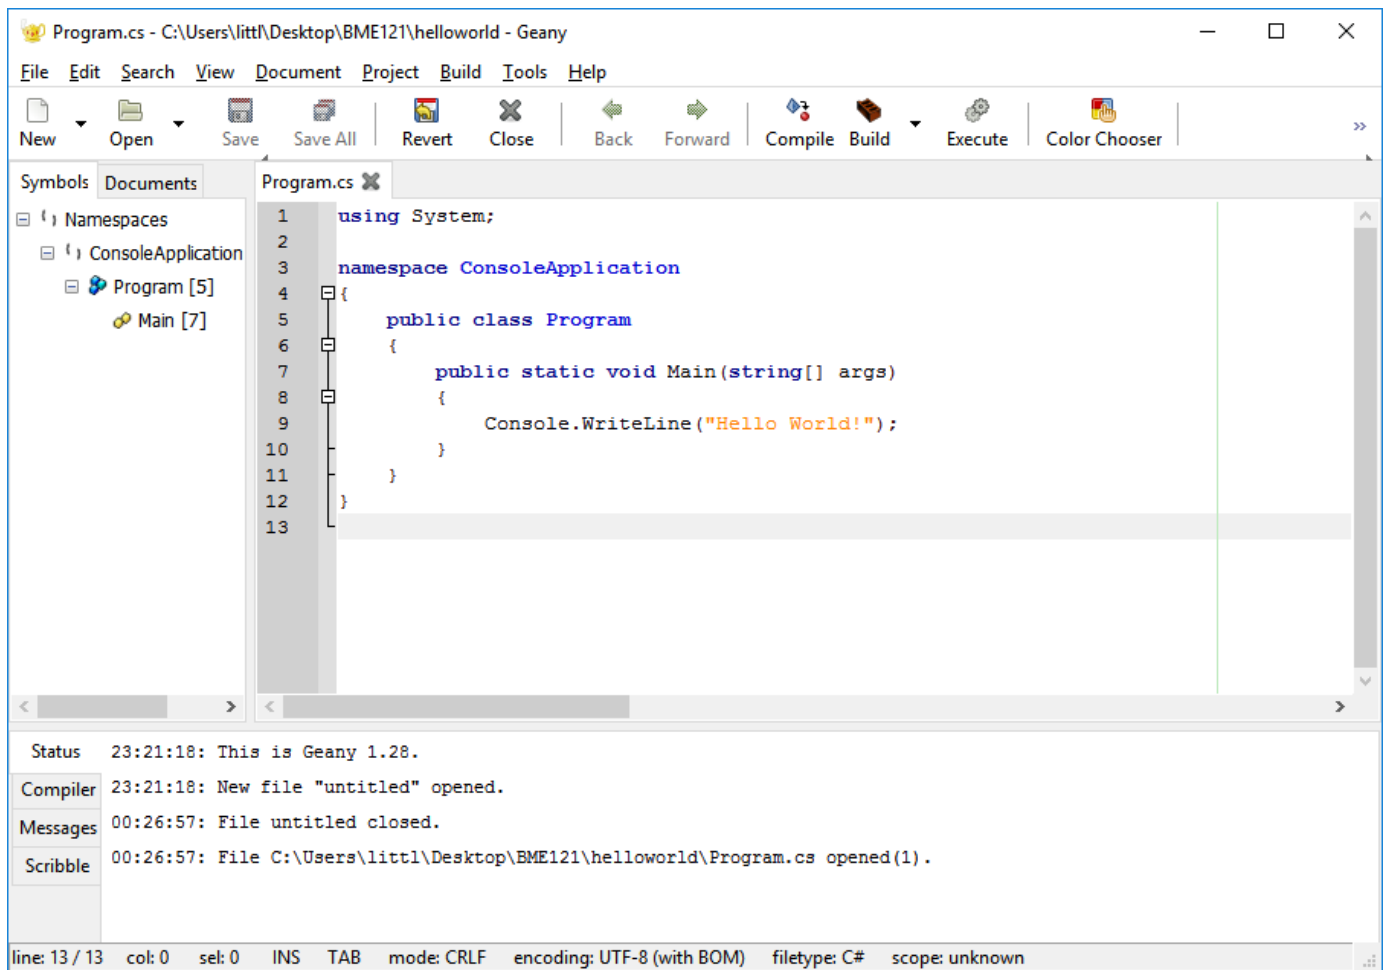 Program.cs - C:\Users\littl\Desktop\BME121\helloworld - Geany
File Edit Search View Document Project Build Tools Help
New Open Save Save All Revert Close Back Forward Compile Build Execute Color Chooser
Symbols Documents
Namespaces
ConsoleApplication
Program [5]
Main [7]
Program.cs
1 using System;
2
3 namespace ConsoleApplication
4 {
5 public class Program
6 {
7 public static void Main(string[] args)
8 {
9 Console.WriteLine("Hello World!");
10 }
11 }
12 }
13
Status
Compiler
Messages
Scribble
23:21:18: This is Geany 1.28.
23:21:18: New file "untitled" opened.
00:26:57: File untitled closed.
00:26:57: File C:\Users\littl\Desktop\BME121\helloworld\Program.cs opened(1).
line: 13 / 13 col: 0 sel: 0 INS TAB mode: CRLF encoding: UTF-8 (with BOM) filetype: C# scope: unknown